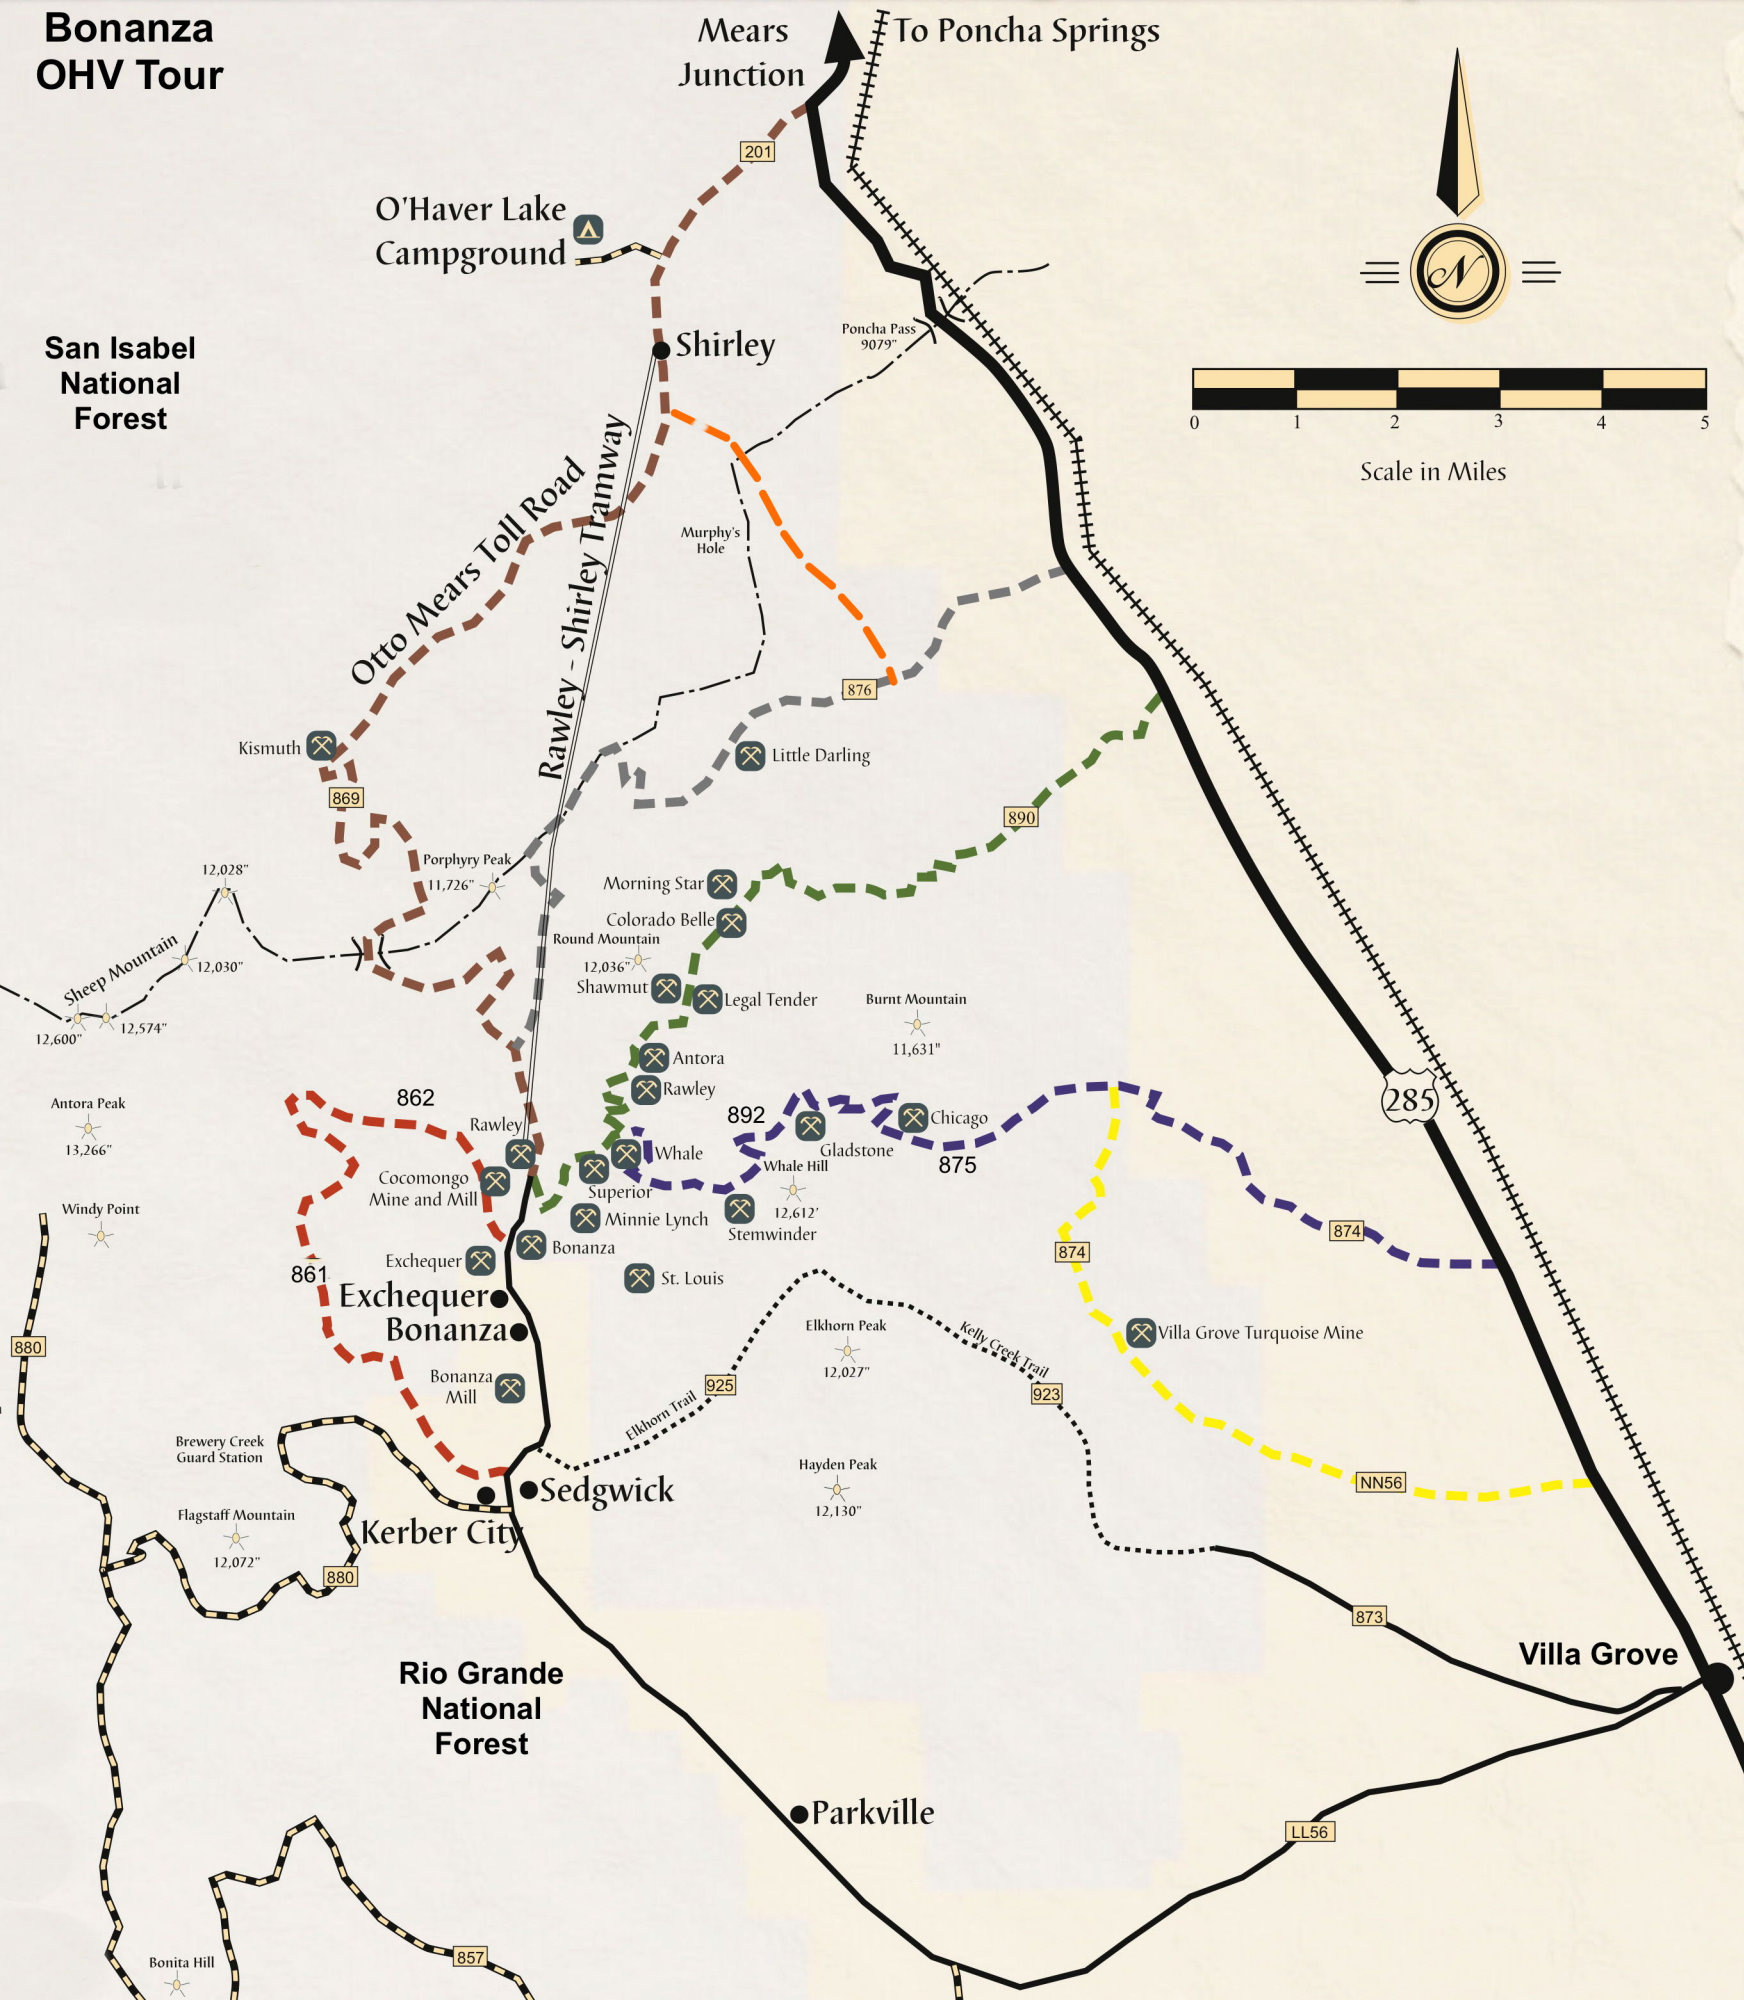 Bonanza
OHV Tour
Mears
Junction
To Poncha Springs
201
O'Haver Lake
Campground
N
San Isabel
National
Forest
Shirley
Poncha Pass
9079"
0 1 2 3 4 5
Scale in Miles
Otto Mears Toll Road
Rawley - Shirley Tramway
Murphy's
Hole
876
Kismuth
Little Darling
869
890
Porphyry Peak
11,726"
12,028"
Morning Star
Colorado Belle
Round Mountain
12,036"
Sheep Mountain
12,030"
Shawmut
Legal Tender
Burnt Mountain
11,631"
12,600"
12,574"
Antora
Rawley
285
862
892
Antora Peak
13,266"
Rawley
Chicago
Gladstone
875
Whale
Whale Hill
12,612'
Cocomongo
Mine and Mill
Superior
Minnie Lynch
Stemwinder
Windy Point
874
874
Bonanza
Exchequer
861
St. Louis
Exchequer
Bonanza
Elkhorn Peak
12,027"
Kelly Creek Trail
Villa Grove Turquoise Mine
880
Bonanza
Mill
925
923
Elkhorn Trail
Brewery Creek
Guard Station
Hayden Peak
12,130"
NN56
Sedgwick
Kerber City
Flagstaff Mountain
12,072"
880
873
Villa Grove
Rio Grande
National
Forest
Parkville
LL56
857
Bonita Hill